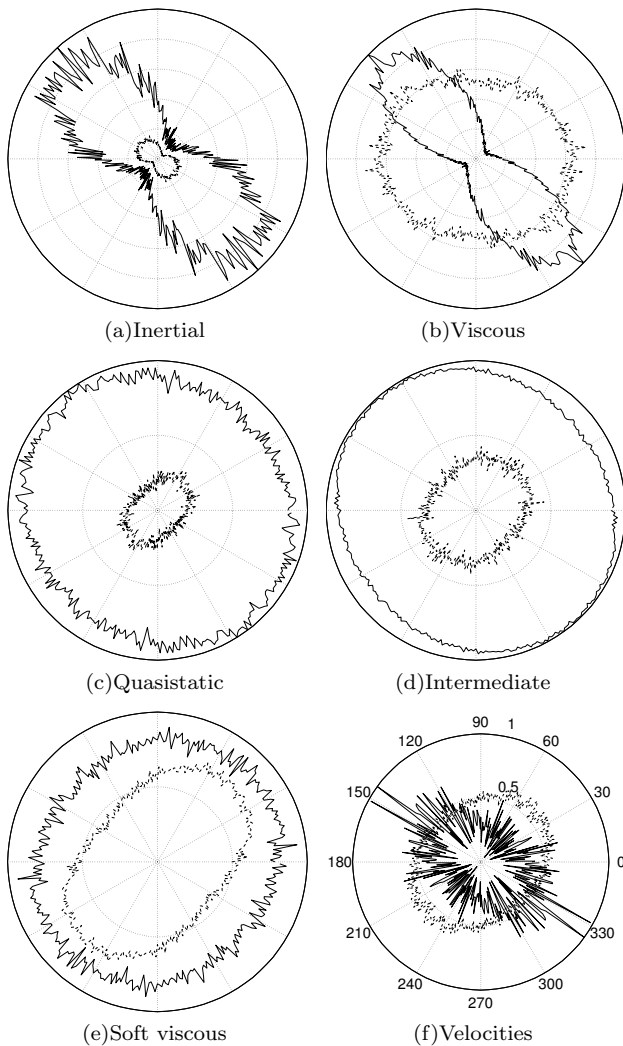 (a)Inertial
(b)Viscous
(c)Quasistatic
(d)Intermediate
90
1
120
60
150
0.5
30
180
0
210
330
240
300
270
(e)Soft viscous
(f)Velocities